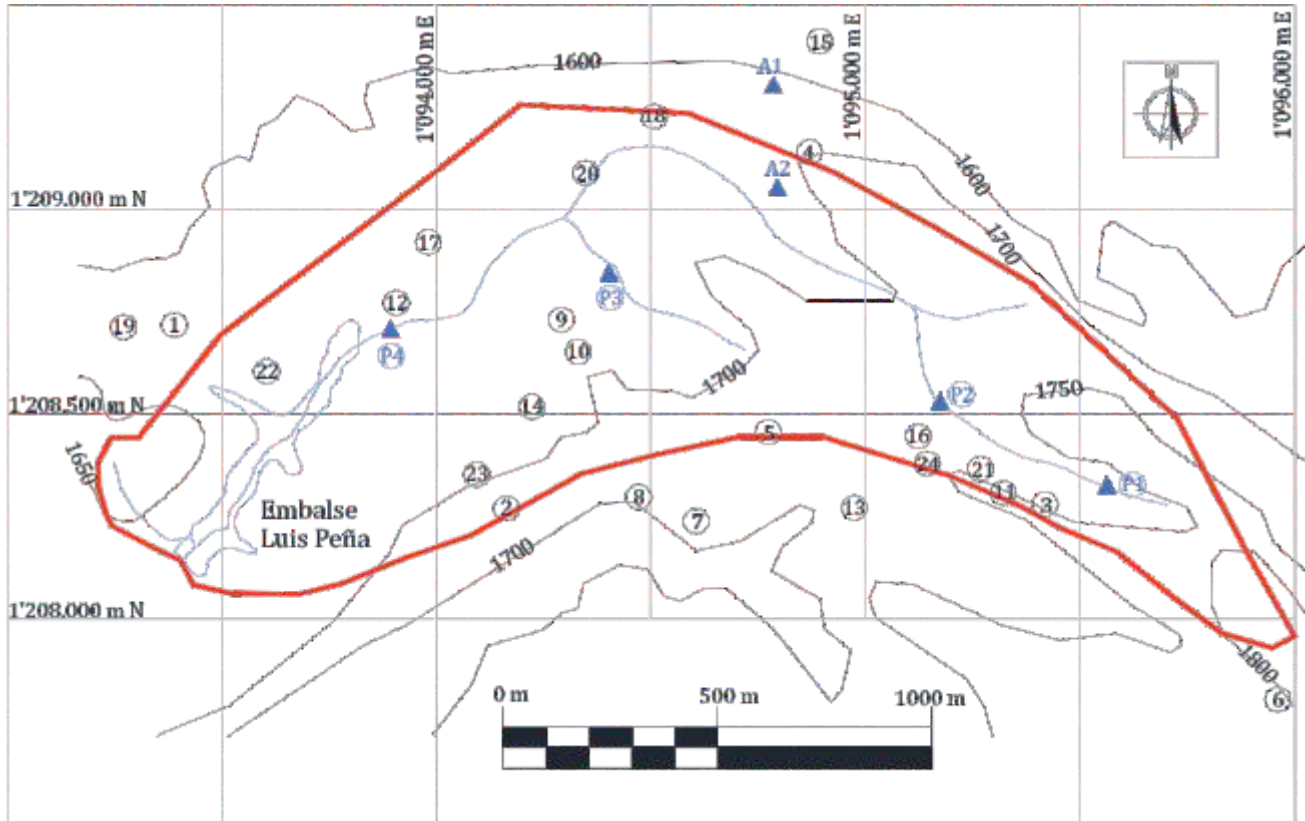 1'094.000 m E
1'095.000 m E
1'096.000 m E
15
1600
A1
N
18
4
20
A2
1600
1'209.000 m N
17
1700
P3
12
19
1
9
P4
10
22
1700
1750
P2
14
1'208.500 m N
5
16
1650
24
21
23
P1
11
8
3
2
Embalse
Luis Peña
7
13
1700
1'208.000 m N
1800
6
0 m
500 m
1000 m